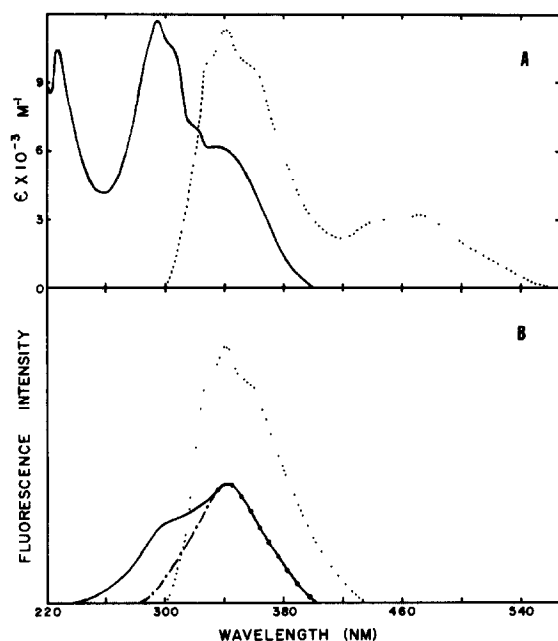 A
9
6
3
0
Є X 10⁻³ M⁻¹
B
FLUORESCENCE INTENSITY
220 300 380 460 540
WAVELENGTH (NM)